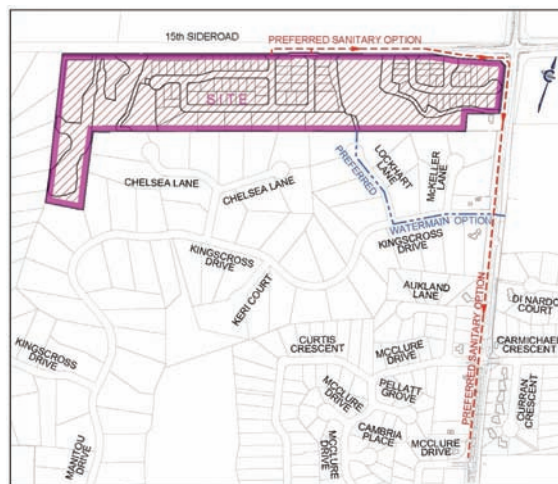 15th SIDEROAD
PREFERRED SANITARY OPTION
SITE
LOCKHART
LANE
McKELLER
LANE
PREFERRED
WATERMAIN OPTION
CHELSEA LANE
CHELSEA LANE
KINGSCROSS
DRIVE
KINGSCROSS
DRIVE
KERI COURT
AUKLAND
LANE
DI NARDO
COURT
CURTIS
CRESCENT
MCCLURE
DRIVE
CARMICHAEL
CRESCENT
KINGSCROSS
DRIVE
PELLATT
GROVE
MCCLURE
DRIVE
CURRAN
CRESCENT
PREFERRED SANITARY OPTION
CAMBRIA
PLACE
MCCLURE
DRIVE
MCCLURE
DRIVE
MANITOU
DRIVE